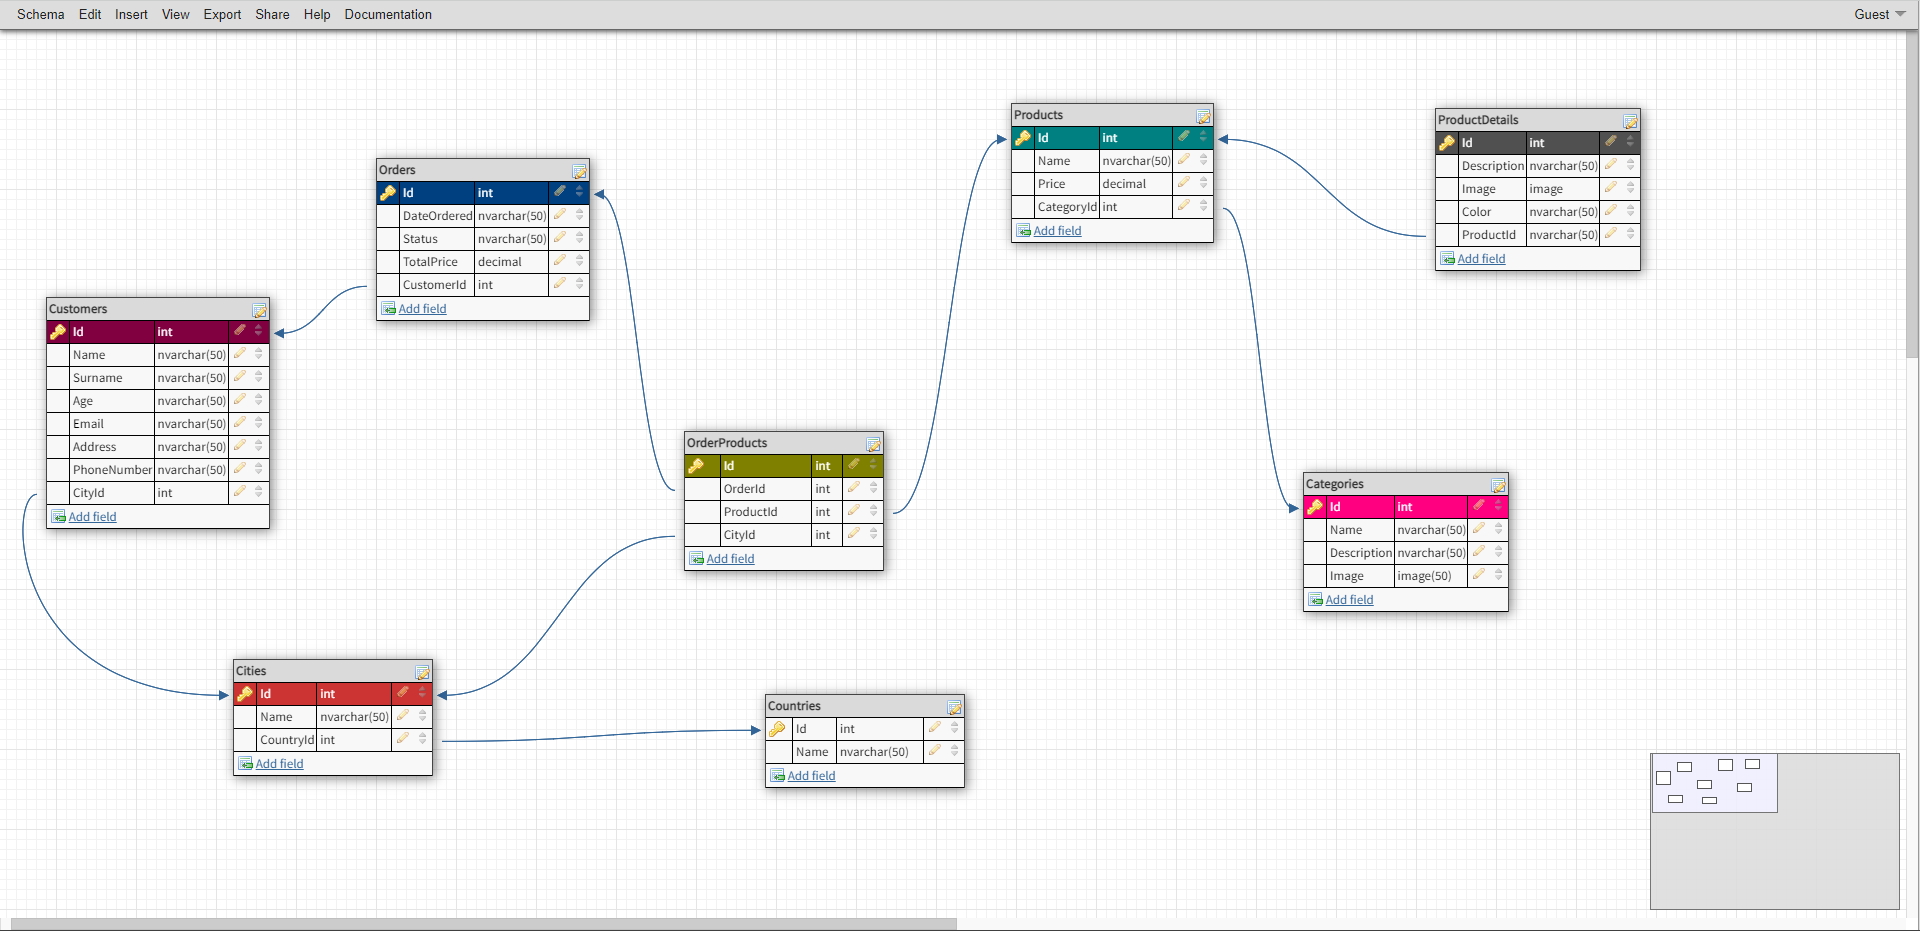 Schema Edit Insert View Export Share Help Documentation Guest
Products
Id int
Name nvarchar(50)
Price decimal
CategoryId int
Add field
ProductDetails
Id int
Description nvarchar(50)
Image image
Color nvarchar(50)
ProductId nvarchar(50)
Add field
Orders
Id int
DateOrdered nvarchar(50)
Status nvarchar(50)
TotalPrice decimal
CustomerId int
Add field
Customers
Id int
Name nvarchar(50)
Surname nvarchar(50)
Age nvarchar(50)
Email nvarchar(50)
Address nvarchar(50)
PhoneNumber nvarchar(50)
CityId int
Add field
OrderProducts
Id int
OrderId int
ProductId int
CityId int
Add field
Categories
Id int
Name nvarchar(50)
Description nvarchar(50)
Image image(50)
Add field
Cities
Id int
Name nvarchar(50)
CountryId int
Add field
Countries
Id int
Name nvarchar(50)
Add field